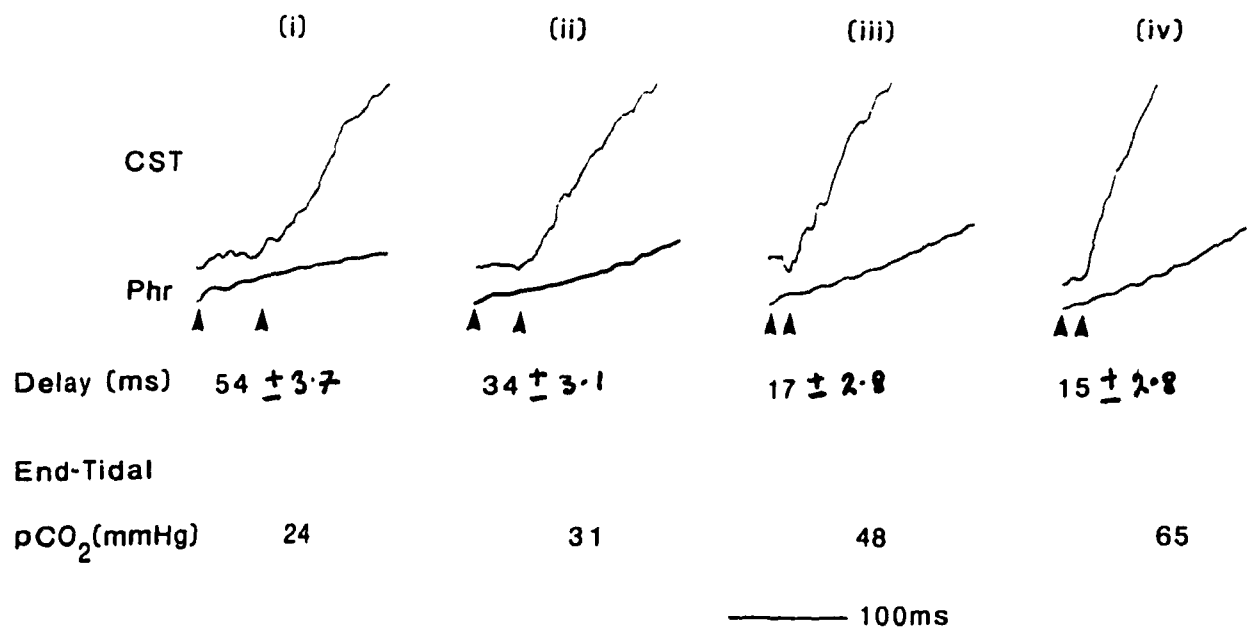 (i) (ii) (iii) (iv)
CST
Phr
Delay (ms) 54 ± 3.7 34 ± 3.1 17 ± 2.8 15 ± 2.8
End-Tidal
pCO₂(mmHg) 24 31 48 65
100ms